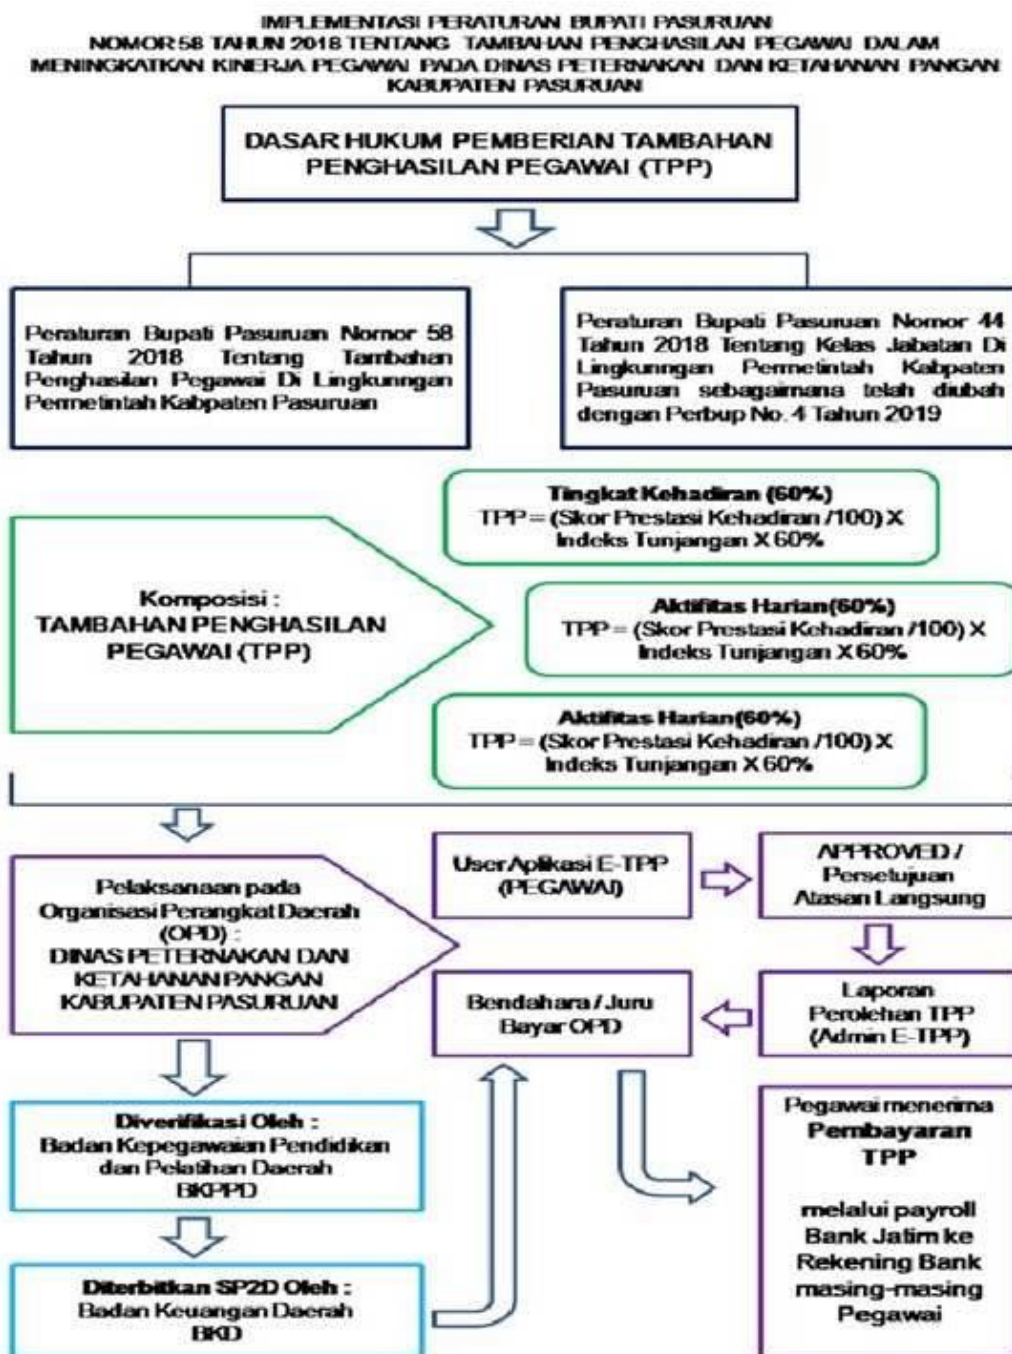 IMPLEMENTASI PERATURAN BUPATI PASURUAN
NOMOR 58 TAHUN 2018 TENTANG TAMBAHAN PENGHASILAN PEGAWAI DALAM
MENINGKATKAN KINERJA PEGAWAI PADA DINAS PETERNAKAN DAN KETAHANAN PANGAN
KABUPATEN PASURUAN
DASAR HUKUM PEMBERIAN TAMBAHAN
PENGHASILAN PEGAWAI (TPP)
Peraturan Bupati Pasuruan Nomor 58
Tahun 2018 Tentang Tambahan
Penghasilan Pegawai Di Lingkunngan
Permetintah Kabpaten Pasuruan
Peraturan Bupati Pasuruan Nomor 44
Tahun 2018 Tentang Kelas Jabatan Di
Lingkunngan Permetintah Kabpaten
Pasuruan sebagaimana telah diubah
dengan Perbup No. 4 Tahun 2019
Komposisi :
TAMBAHAN PENGHASILAN
PEGAWAI (TPP)
Tingkat Kehadiran (60%)
TPP = (Skor Prestasi Kehadiran /100) X
Indeks Tunjangan X 60%
Aktifitas Harian(60%)
TPP = (Skor Prestasi Kehadiran /100) X
Indeks Tunjangan X 60%
Aktifitas Harian(60%)
TPP = (Skor Prestasi Kehadiran /100) X
Indeks Tunjangan X 60%
Pelaksanaan pada
Organisasi Perangkat Daerah
(OPD) :
DINAS PETERNAKAN DAN
KETAHANAN PANGAN
KABUPATEN PASURUAN
User Aplikasi E-TPP
(PEGAWAI)
APPROVED /
Persetujuan
Atasan Langsung
Laporan
Perolehan TPP
(Admin E-TPP)
Bendahara / Juru
Bayar OPD
Diverifikasi Oleh :
Badan Kepegawaian Pendidikan
dan Pelatihan Daerah
BKPPD
Diterbitkan SP2D Oleh :
Badan Keuangan Daerah
BKD
Pegawai menerima
Pembayaran
TPP
melalui payroll
Bank Jatim ke
Rekening Bank
masing-masing
Pegawai